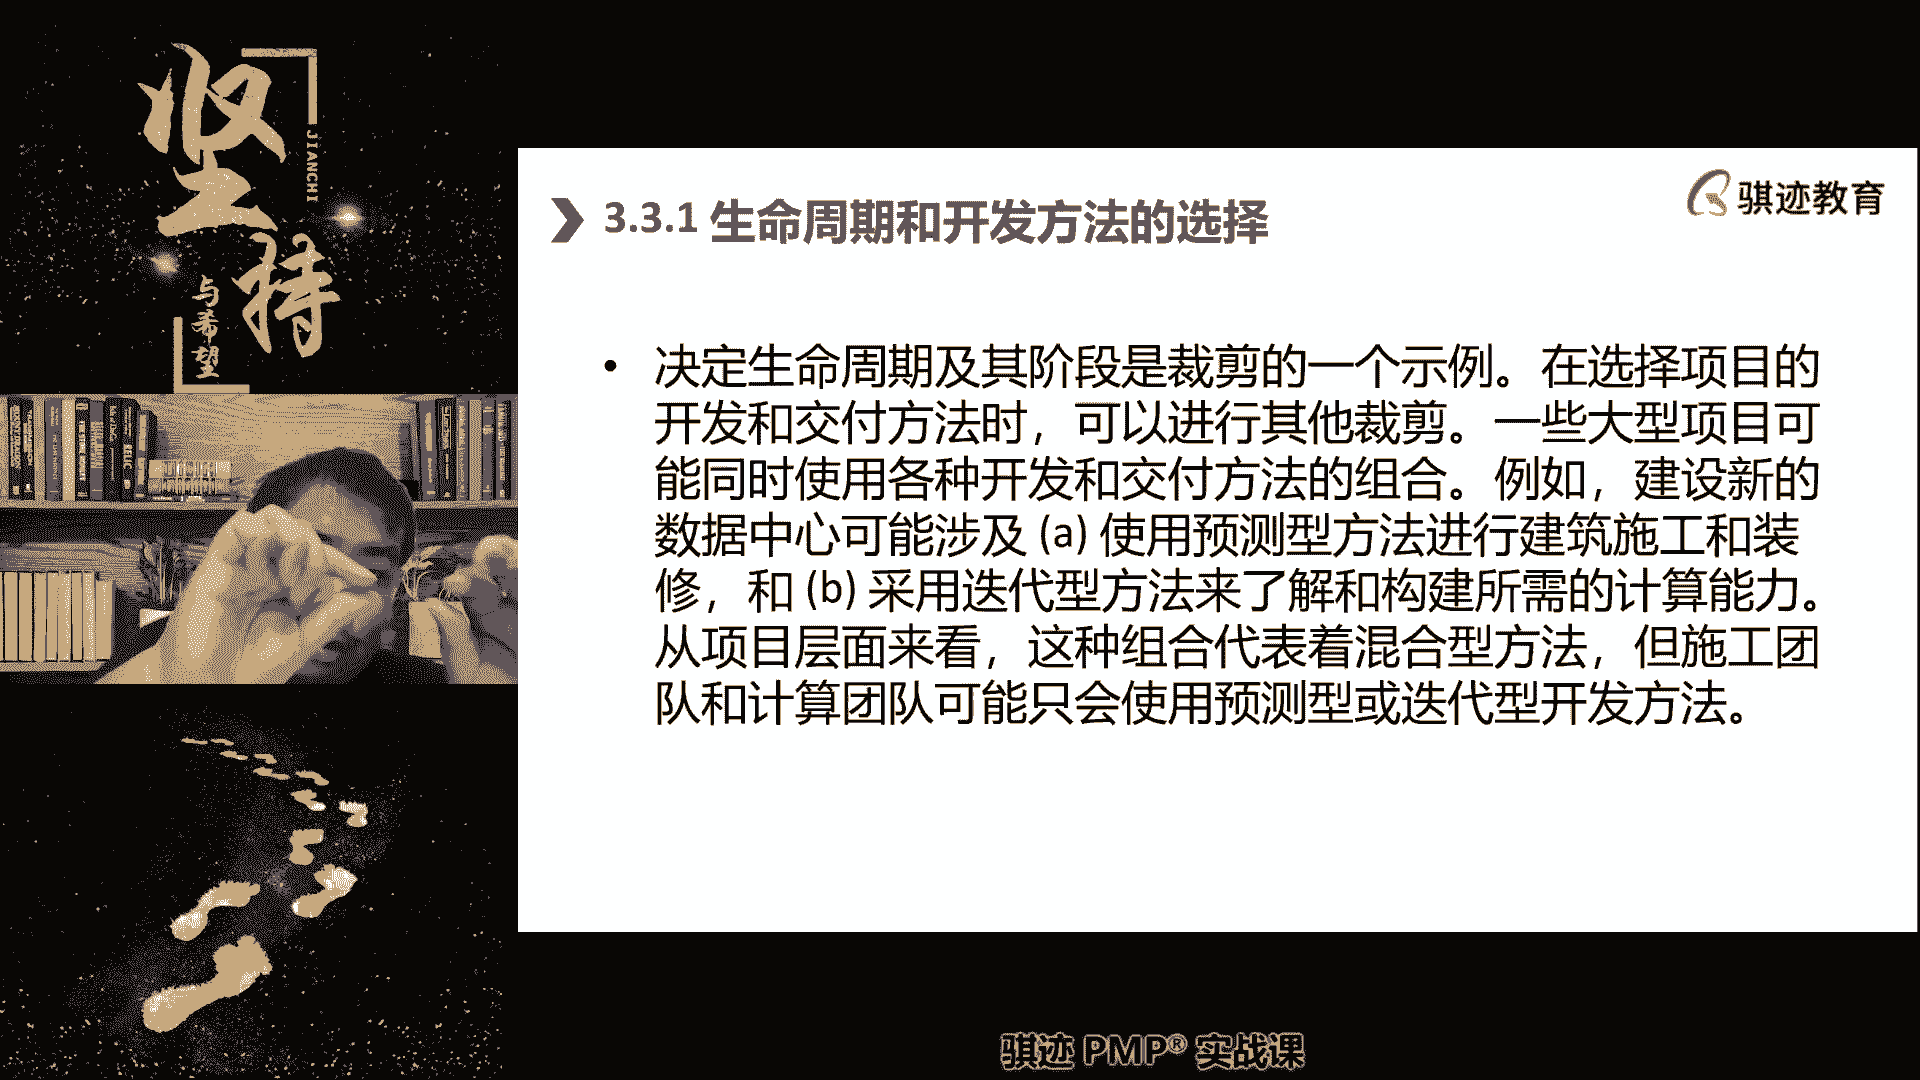 坚持
JIANCHI
与希望
骐迹教育
3.3.1 生命周期和开发方法的选择
• 决定生命周期及其阶段是裁剪的一个示例。在选择项目的
开发和交付方法时，可以进行其他裁剪。一些大型项目可
能同时使用各种开发和交付方法的组合。例如，建设新的
数据中心可能涉及 (a) 使用预测型方法进行建筑施工和装
修，和 (b) 采用迭代型方法来了解和构建所需的计算能力。
从项目层面来看，这种组合代表着混合型方法，但施工团
队和计算团队可能只会使用预测型或迭代型开发方法。
骐迹 PMP® 实战课